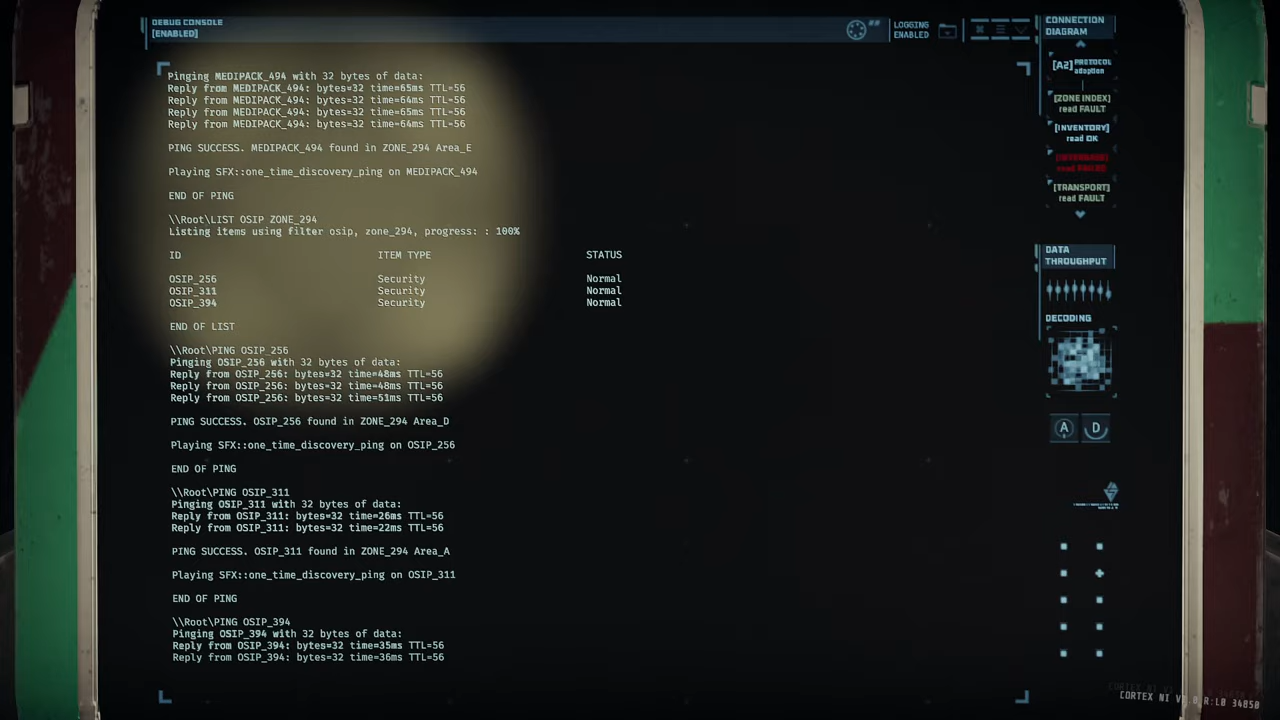 DEBUG CONSOLE
[ENABLED]
LOGGING
ENABLED
Pinging MEDIPACK_494 with 32 bytes of data:
Reply from MEDIPACK_494: bytes=32 time=65ms TTL=56
Reply from MEDIPACK_494: bytes=32 time=64ms TTL=56
Reply from MEDIPACK_494: bytes=32 time=65ms TTL=56
Reply from MEDIPACK_494: bytes=32 time=64ms TTL=56
PING SUCCESS. MEDIPACK_494 found in ZONE_294 Area_E
Playing SFX::one_time_discovery_ping on MEDIPACK_494
END OF PING
\\Root\LIST OSIP ZONE_294
Listing items using filter osip, zone_294, progress: : 100%
ID ITEM TYPE STATUS
OSIP_256 Security Normal
OSIP_311 Security Normal
OSIP_394 Security Normal
END OF LIST
\\Root\PING OSIP_256
Pinging OSIP_256 with 32 bytes of data:
Reply from OSIP_256: bytes=32 time=48ms TTL=56
Reply from OSIP_256: bytes=32 time=48ms TTL=56
Reply from OSIP_256: bytes=32 time=51ms TTL=56
PING SUCCESS. OSIP_256 found in ZONE_294 Area_D
Playing SFX::one_time_discovery_ping on OSIP_256
END OF PING
\\Root\PING OSIP_311
Pinging OSIP_311 with 32 bytes of data:
Reply from OSIP_311: bytes=32 time=26ms TTL=56
Reply from OSIP_311: bytes=32 time=22ms TTL=56
PING SUCCESS. OSIP_311 found in ZONE_294 Area_A
Playing SFX::one_time_discovery_ping on OSIP_311
END OF PING
\\Root\PING OSIP_394
Pinging OSIP_394 with 32 bytes of data:
Reply from OSIP_394: bytes=32 time=35ms TTL=56
Reply from OSIP_394: bytes=32 time=36ms TTL=56
CONNECTION
DIAGRAM
[A2] PROTOCOL
adaption
[ZONE INDEX]
read FAULT
[INVENTORY]
read OK
read
[TRANSPORT]
read FAULT
DATA
THROUGHPUT
DECODING
A D
CORTEX NI V1.0 R:L0 34850